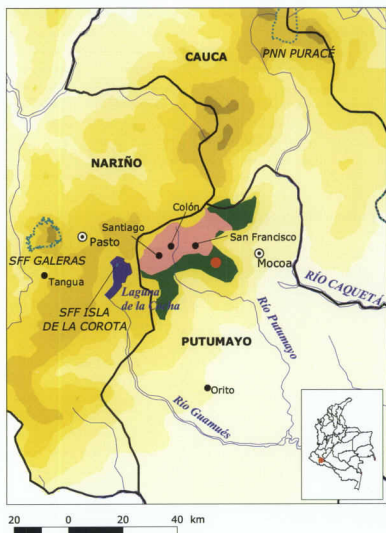 PNN PURACÉ
CAUCA
NARIÑO
Colón
Santiago
San Francisco
Pasto
Mocoa
SFF GALERAS
Tangua
RÍO CAQUETÁ
SFF ISLA
DE LA COROTA
Laguna
de la Cocha
Río Putumayo
PUTUMAYO
Orito
Río Guamués
20 0 20 40 km